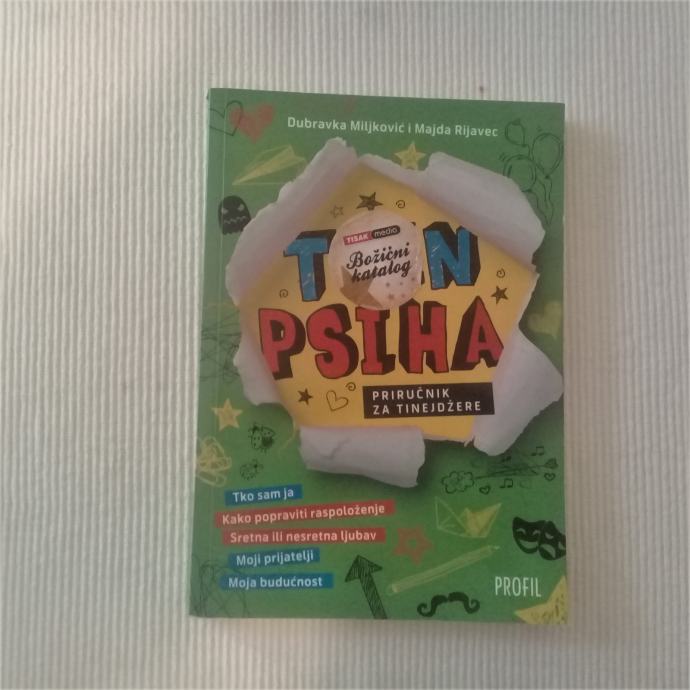 Dubravka Miljković i Majda Rijavec
TISAK media
Božićni
katalog
PSIHA
PRIRUČNIK
ZA TINEJDŽERE
Tko sam ja
Kako popraviti raspoloženje
Sretna ili nesretna ljubav
Moji prijatelji
Moja budućnost
PROFIL